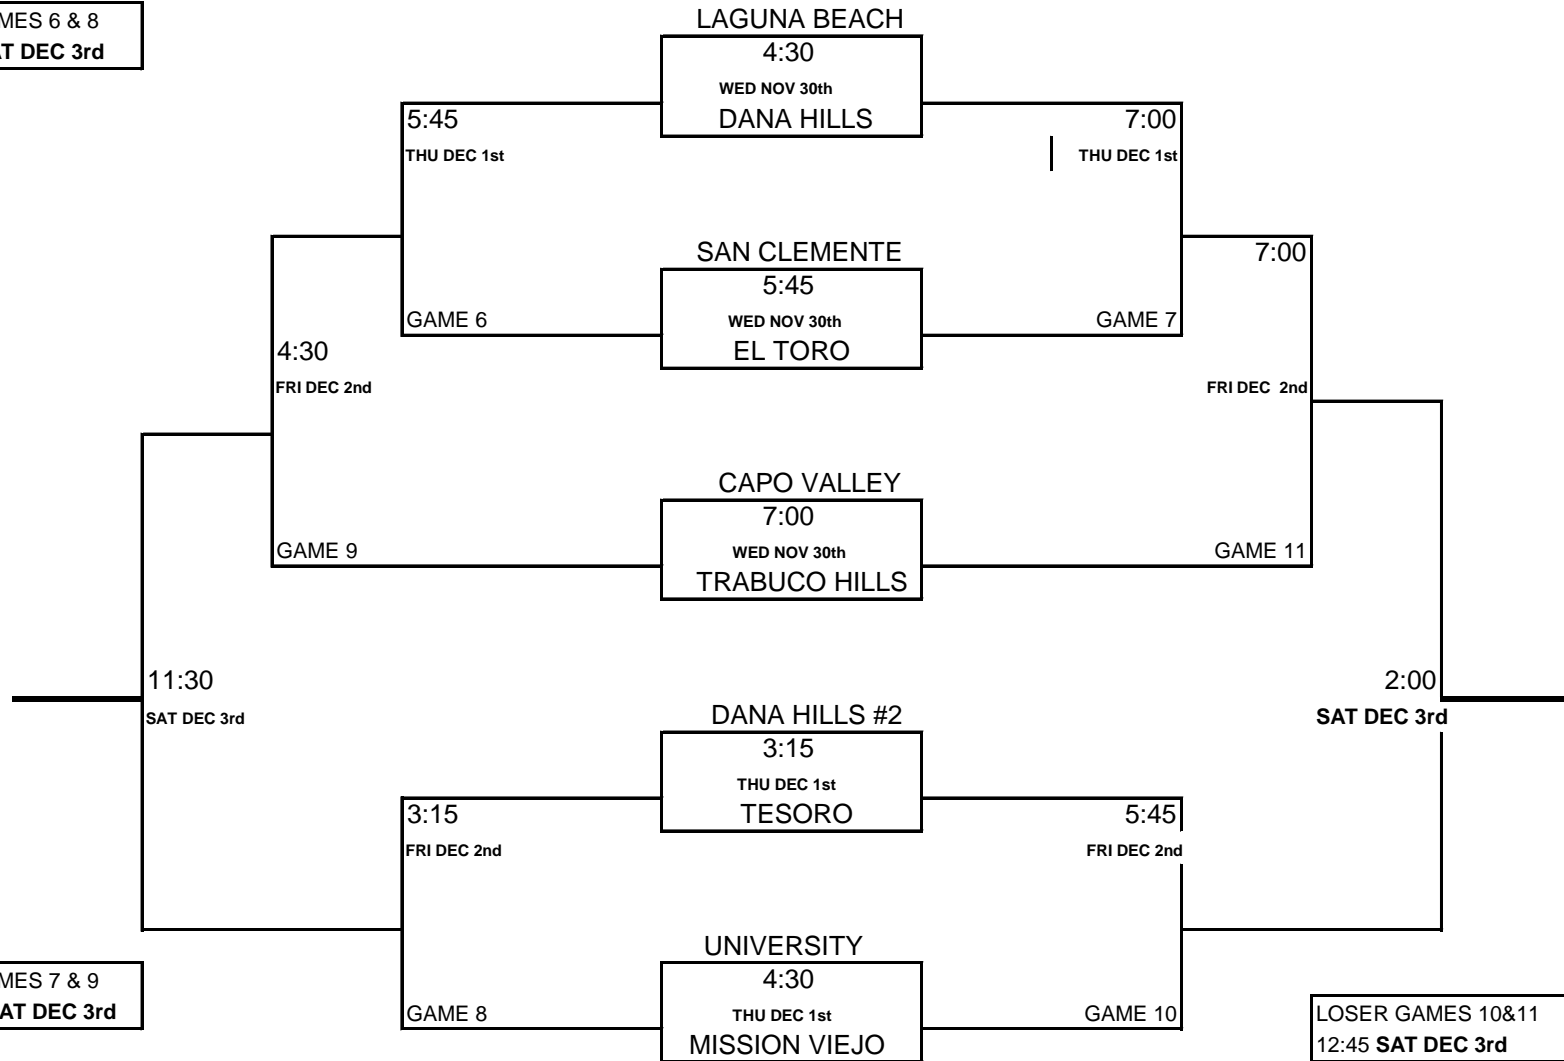 6 & 8
DEC 3rd
LAGUNA BEACH
4:30
WED NOV 30th
DANA HILLS
5:45
THU DEC 1st
7:00
THU DEC 1st
SAN CLEMENTE
5:45
WED NOV 30th
EL TORO
7:00
GAME 6
GAME 7
4:30
FRI DEC 2nd
FRI DEC 2nd
CAPO VALLEY
7:00
WED NOV 30th
TRABUCO HILLS
GAME 9
GAME 11
11:30
SAT DEC 3rd
2:00
SAT DEC 3rd
DANA HILLS #2
3:15
THU DEC 1st
TESORO
3:15
FRI DEC 2nd
5:45
FRI DEC 2nd
UNIVERSITY
4:30
THU DEC 1st
MISSION VIEJO
GAME 8
GAME 10
7 & 9
DEC 3rd
LOSER GAMES 10&11
12:45 SAT DEC 3rd